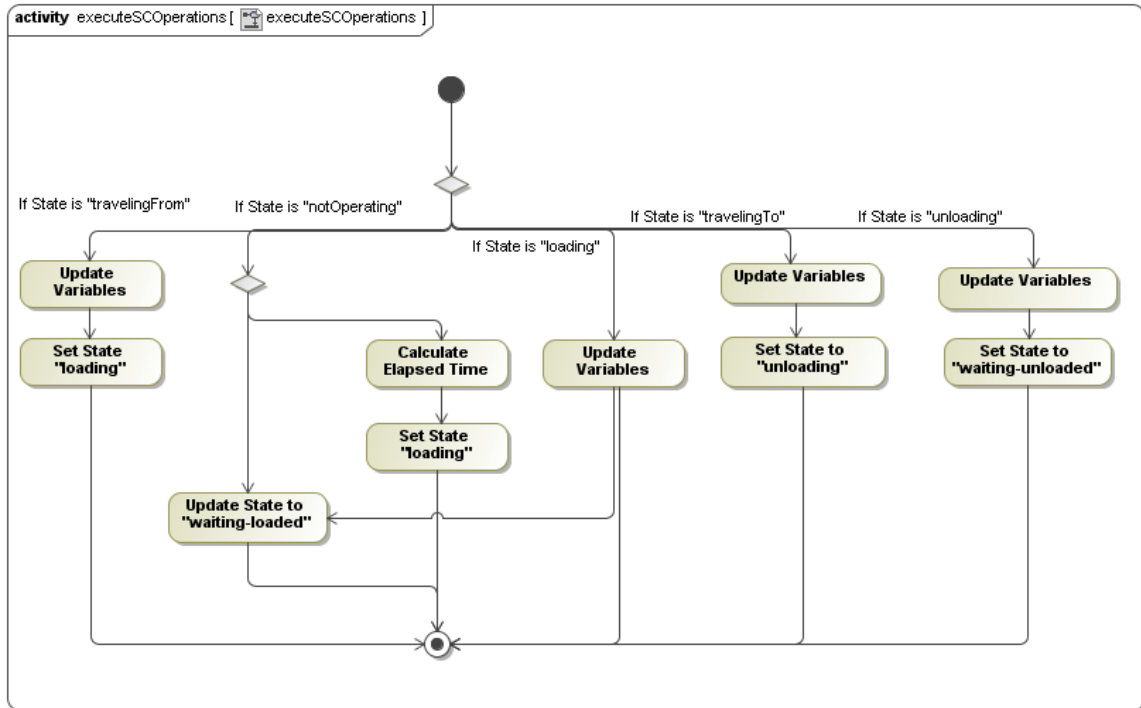 activity executeSCOperations [ executeSCOperations ]
If State is "travelingFrom"
If State is "notOperating"
If State is "loading"
If State is "travelingTo"
If State is "unloading"
Update
Variables
Set State
"loading"
Calculate
Elapsed Time
Set State
"loading"
Update State to
"waiting-loaded"
Update
Variables
Update Variables
Set State to
"unloading"
Update Variables
Set State to
"waiting-unloaded"